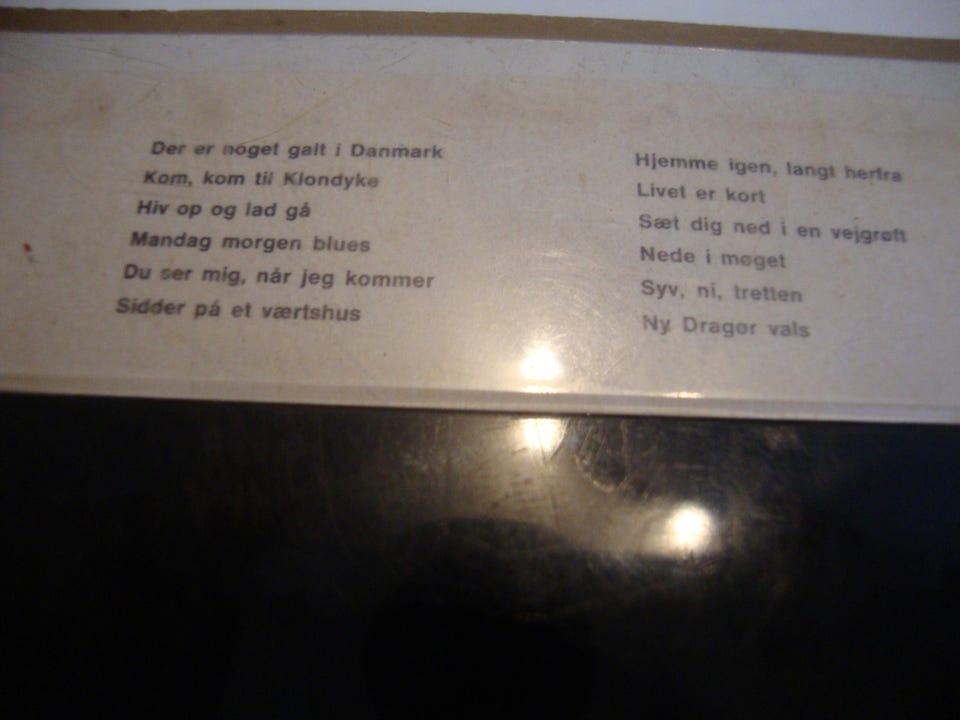 Der er noget galt i Danmark
Kom, kom til Klondyke
Hiv op og lad gå
Mandag morgen blues
Du ser mig, når jeg kommer
Sidder på et værtshus
Hjemme igen, langt herfra
Livet er kort
Sæt dig ned i en vejgrøft
Nede i møget
Syv, ni, tretten
Ny Dragør vals